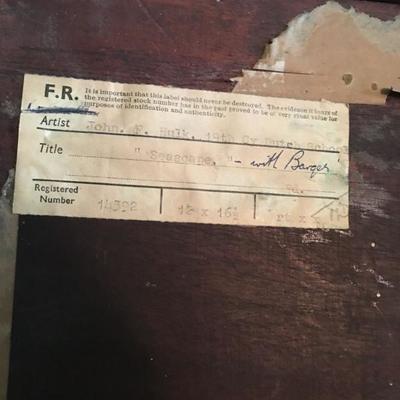 F.R. It is important that this label should never be destroyed. The evidence it bears of
the registered stock number has in the past proved to be of very great value for
purposes of identification and authenticity.
Artist John. F. Hulk. 19th Cy Dutch School
Title "Seascape." - with Barges
Registered
Number 14392 12 x 16½